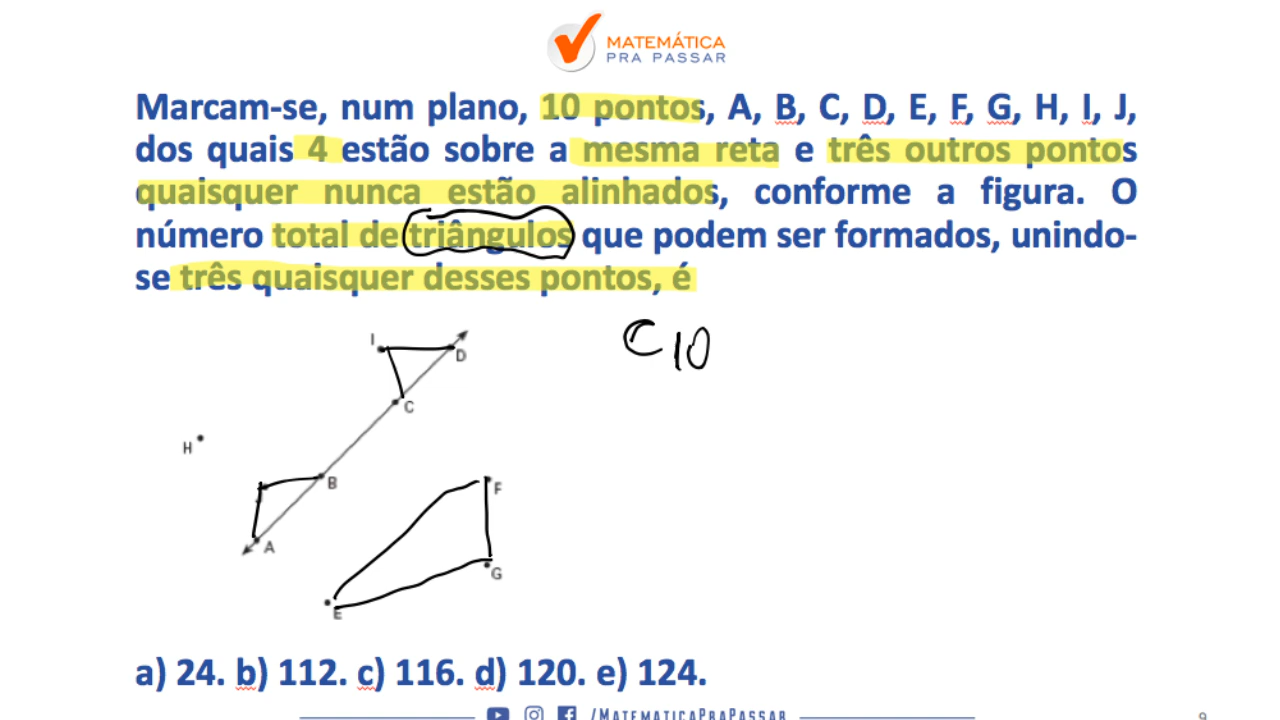 MATEMÁTICA
PRA PASSAR
Marcam-se, num plano, 10 pontos, A, B, C, D, E, F, G, H, I, J,
dos quais 4 estão sobre a mesma reta e três outros pontos
quaisquer nunca estão alinhados, conforme a figura. O
número total de triângulos que podem ser formados, unindo-
se três quaisquer desses pontos, é
I
D
C
C10
H
B
J
F
A
G
E
a) 24. b) 112. c) 116. d) 120. e) 124.
/MATEMATICAPRAPASSAR
9